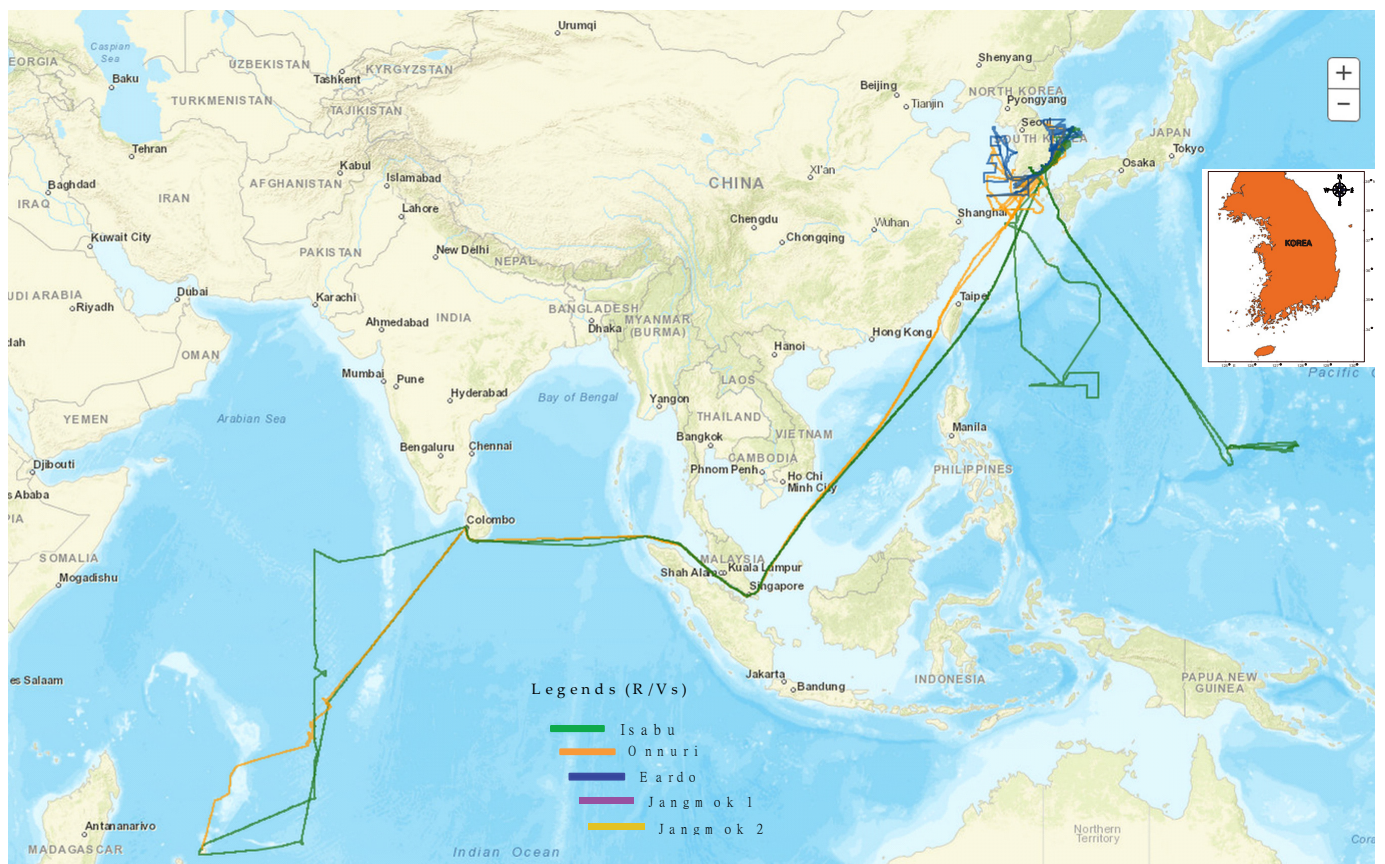 Urumqi
Caspian
Sea
EORGIA
Baku
UZBEKISTAN
Tashkent
KYRGYZSTAN
TURKMENISTAN
TAJIKISTAN
Shenyang
Beijing
Tianjin
NORTH KOREA
Pyongyang
Seoul
SOUTH KOREA
JAPAN
Tokyo
Osaka
+
−
Tehran
Kabul
Islamabad
AFGHANISTAN
Baghdad
IRAQ
IRAN
Lahore
CHINA
Xi'an
Chengdu
Chongqing
Wuhan
Shanghai
N
W
E
S
KOREA
Kuwait City
PAKISTAN
New Delhi
NEPAL
UDI ARABIA
Riyadh
Dubai
Karachi
dah
OMAN
Ahmedabad
INDIA
BANGLADESH
Dhaka
MYANMAR
(BURMA)
Hanoi
Hong Kong
Taipei
Mumbai
Pune
Hyderabad
Bay of Bengal
Yangon
LAOS
THAILAND
VIETNAM
Pacific
YEMEN
Arabian Sea
Bengaluru
Chennai
Bangkok
CAMBODIA
Phnom Penh
Ho Chi
Minh City
Manila
PHILIPPINES
Djibouti
s Ababa
PIA
Colombo
SOMALIA
Mogadishu
MALAYSIA
Shah Alam
Kuala Lumpur
Singapore
es Salaam
Jakarta
Bandung
INDONESIA
PAPUA NEW
GUINEA
Legends (R/Vs)
Isabu
Onnuri
Eardo
Jangmok 1
Jangmok 2
Antananarivo
MADAGASCAR
Indian Ocean
Northern
Territory
Cora